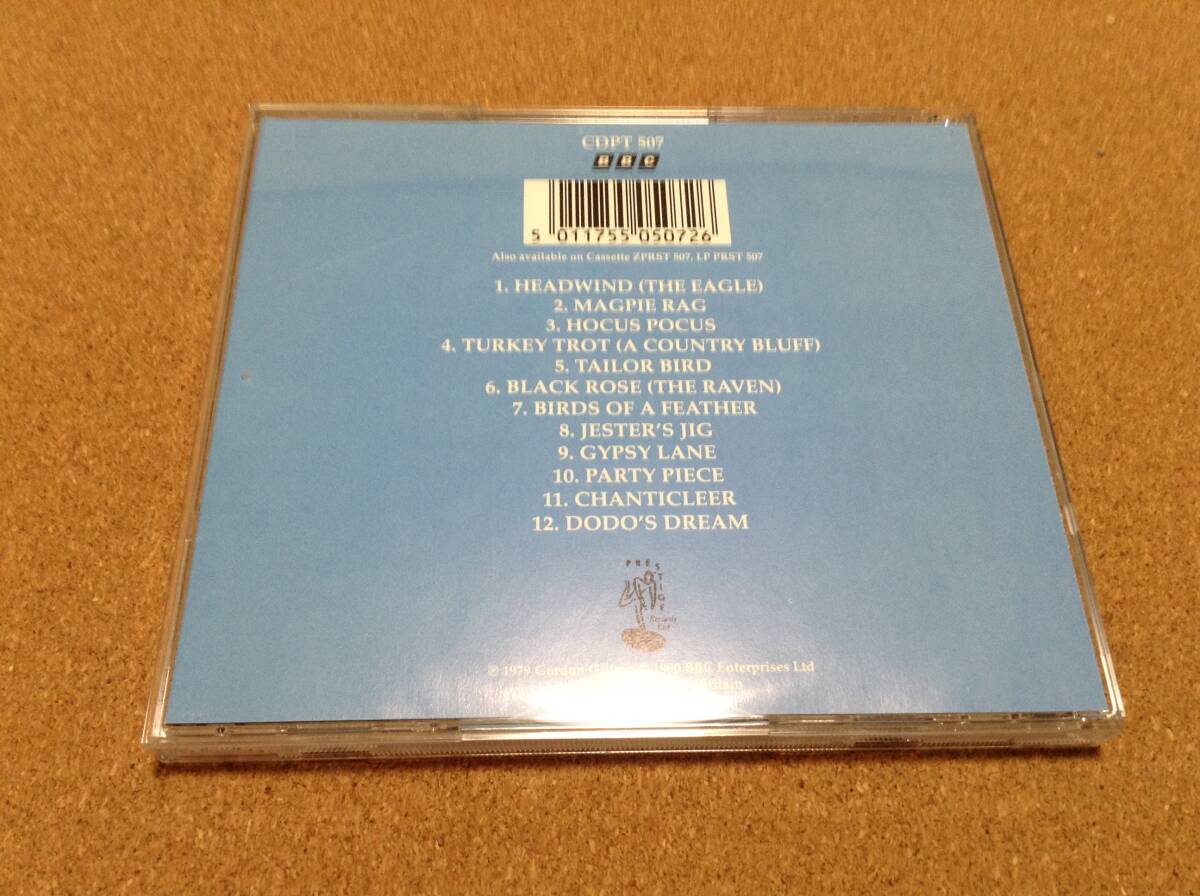 CDPT 507
BBC
5 011755 050726
Also available on Cassette ZPRST 507, LP PRST 507
1. HEADWIND (THE EAGLE)
2. MAGPIE RAG
3. HOCUS POCUS
4. TURKEY TROT (A COUNTRY BLUFF)
5. TAILOR BIRD
6. BLACK ROSE (THE RAVEN)
7. BIRDS OF A FEATHER
8. JESTER'S JIG
9. GYPSY LANE
10. PARTY PIECE
11. CHANTICLEER
12. DODO'S DREAM
PRESTIGE
Records
Ltd
℗ 1979 Gordon © 1990 BBC Enterprises Ltd